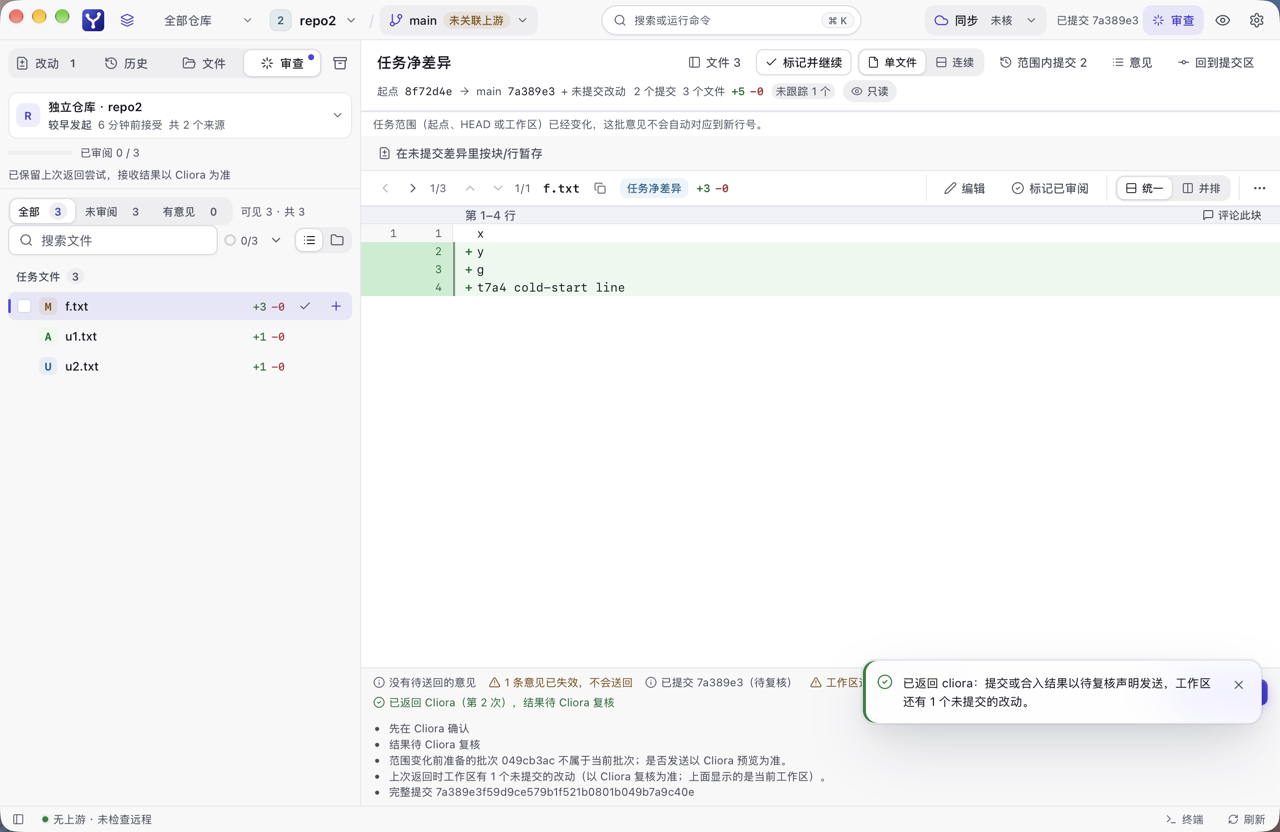 全部仓库 2 repo2 / main 未关联上游 搜索或运行命令 ⌘ K 同步 未核 已提交 7a389e3 审查
改动 1 历史 文件 审查
任务净差异 文件 3 标记并继续 单文件 连续 范围内提交 2 意见 回到提交区
起点 8f72d4e → main 7a389e3 + 未提交改动 2 个提交 3 个文件 +5 −0 未跟踪 1 个 只读
R 独立仓库 · repo2
较早发起 6 分钟前接受 共 2 个来源
已审阅 0 / 3
已保留上次返回尝试，接收结果以 Cliora 为准
任务范围（起点、HEAD 或工作区）已经变化，这批意见不会自动对应到新行号。
在未提交差异里按块/行暂存
1/3 1/1 f.txt 任务净差异 +3 −0 编辑 标记已审阅 统一 并排
全部 3 未审阅 3 有意见 0 可见 3 · 共 3
搜索文件 0/3
任务文件 3
M f.txt +3 −0
A u1.txt +1 −0
U u2.txt +1 −0
第 1–4 行 评论此块
1 1 x
2 + y
3 + g
4 + t7a4 cold-start line
没有待送回的意见 1 条意见已失效，不会送回 已提交 7a389e3（待复核） 工作区
已返回 Cliora（第 2 次），结果待 Cliora 复核
• 先在 Cliora 确认
• 结果待 Cliora 复核
• 范围变化前准备的批次 049cb3ac 不属于当前批次；是否发送以 Cliora 预览为准。
• 上次返回时工作区有 1 个未提交的改动（以 Cliora 复核为准；上面显示的是当前工作区）。
• 完整提交 7a389e3f59d9ce579b1f521b0801b049b7a9c40e
已返回 cliora：提交或合入结果以待复核声明发送，工作区
还有 1 个未提交的改动。
无上游 · 未检查远程 终端 刷新